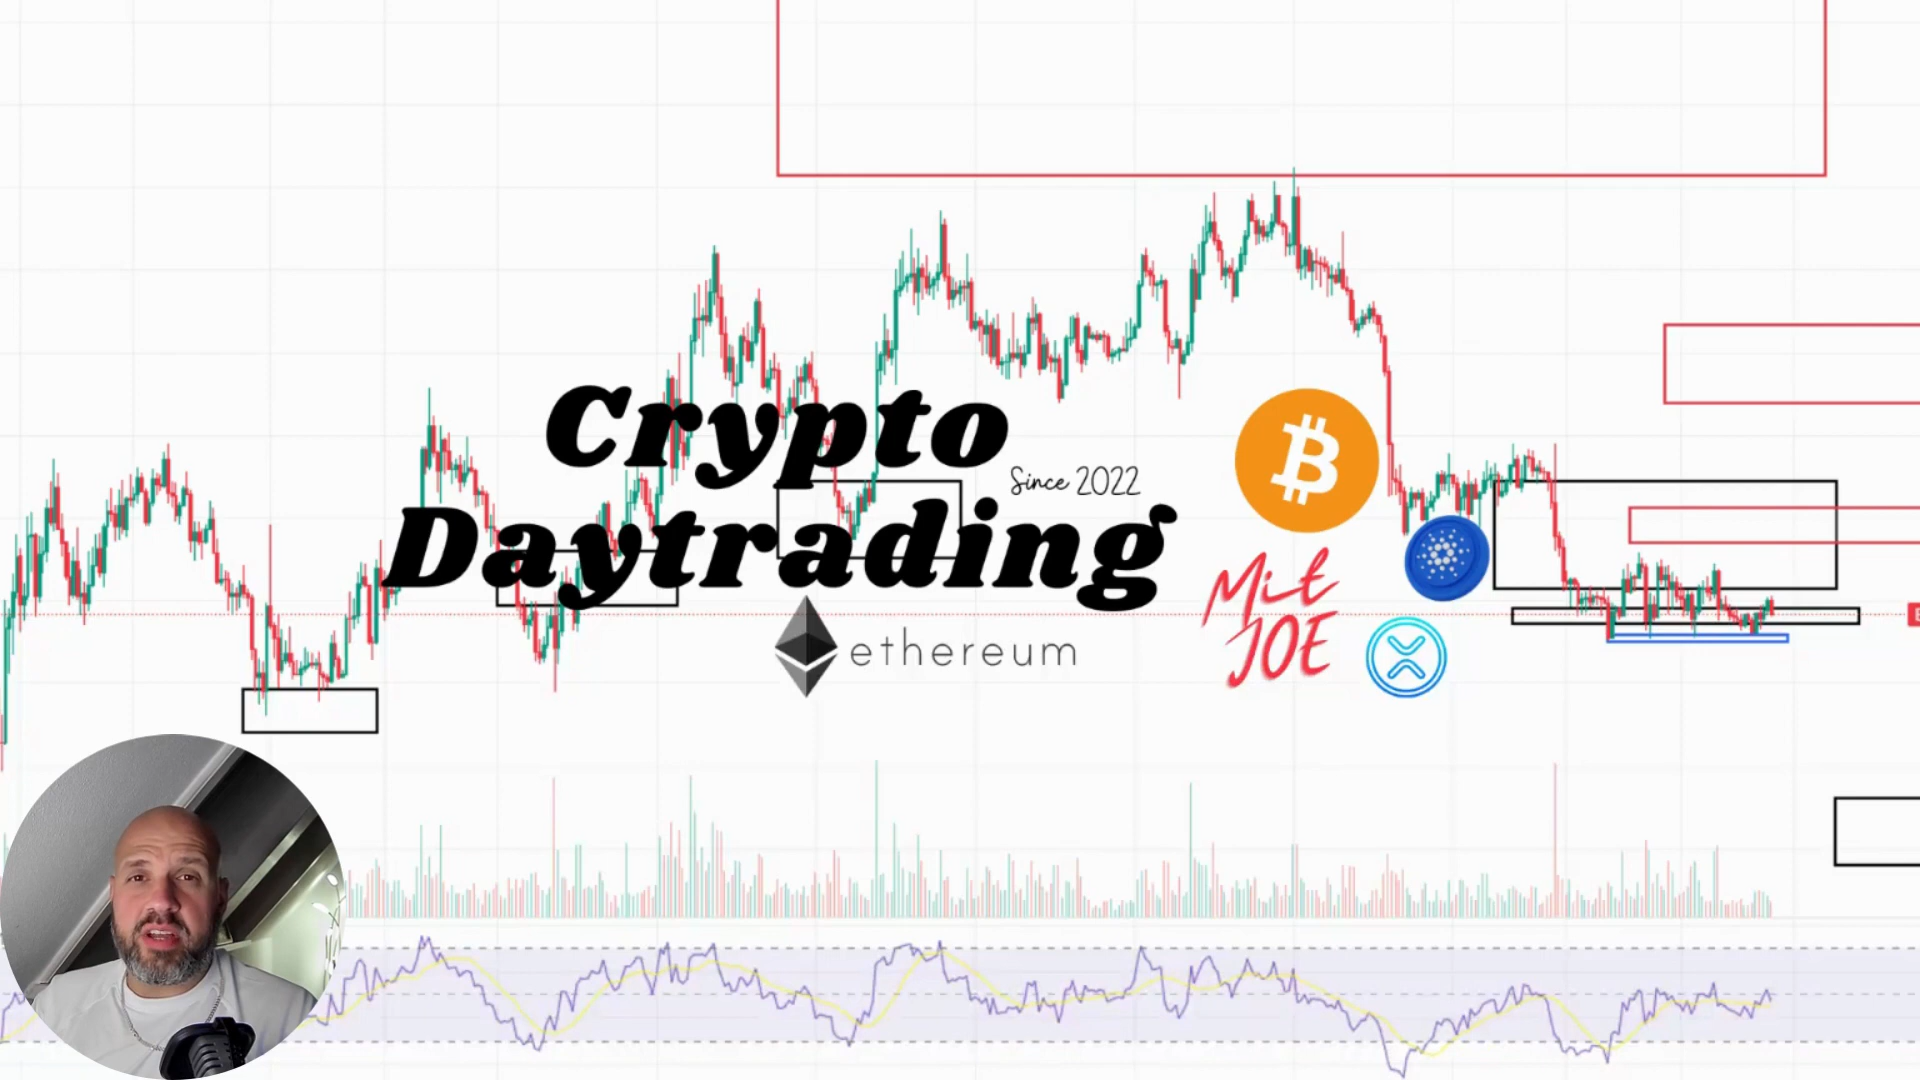 Crypto
Since 2022
Daytrading
Mit
JOE
ethereum